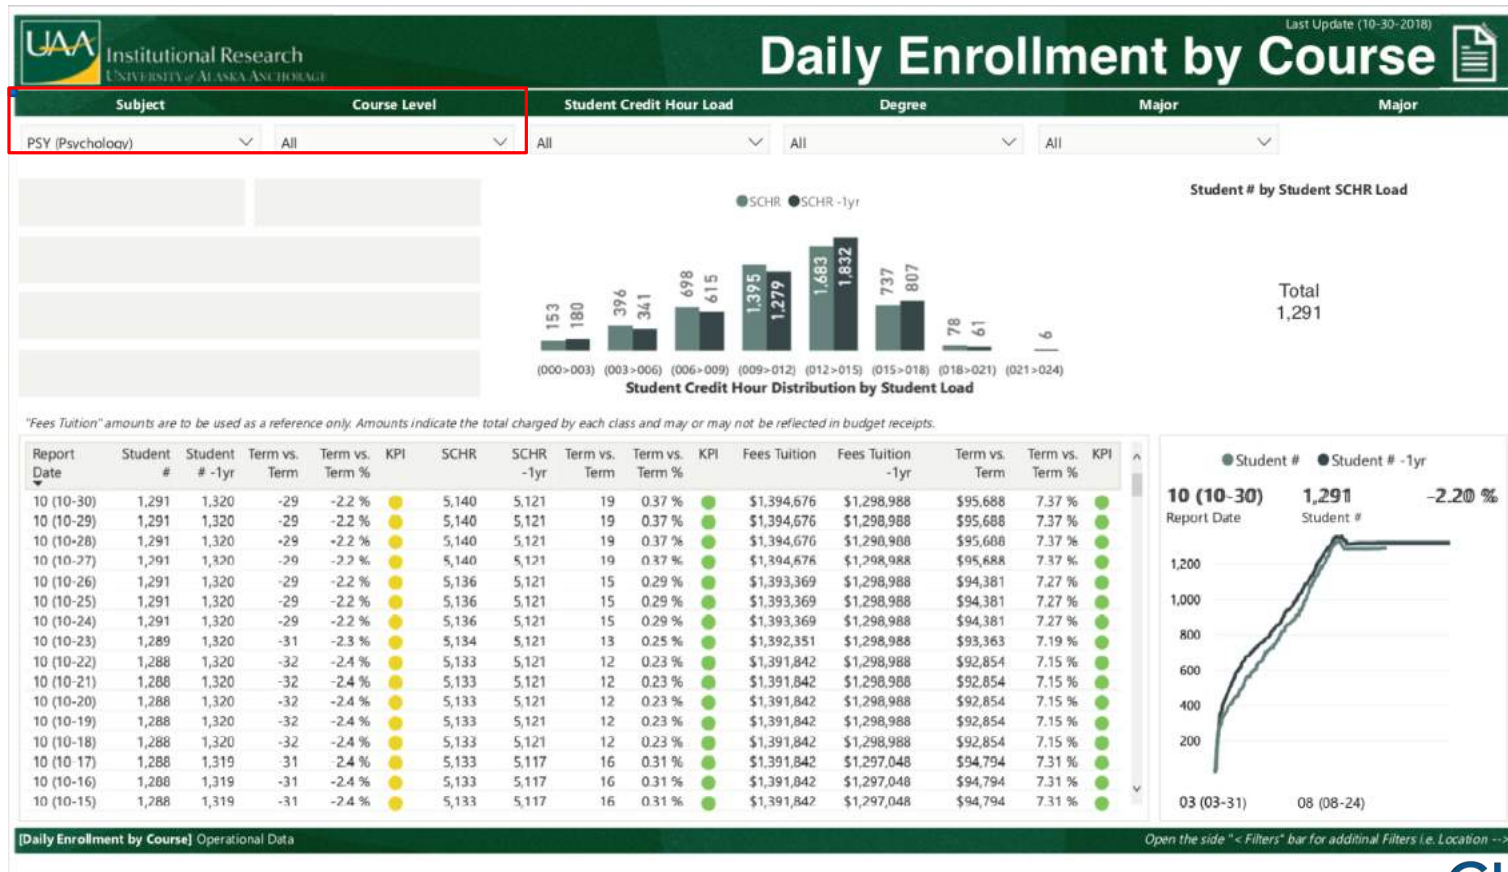 Last Update (10-30-2018)
UAA Institutional Research
UNIVERSITY of ALASKA ANCHORAGE
Daily Enrollment by Course
Subject Course Level Student Credit Hour Load Degree Major Major
PSY (Psychology) All All All All
SCHR SCHR -1yr
Student # by Student SCHR Load
153 180 396 341 698 615 1,395 1,279 1,683 1,832 737 807 78 61 6
Total
1,291
(000>003) (003>006) (006>009) (009>012) (012>015) (015>018) (018>021) (021>024)
Student Credit Hour Distribution by Student Load
"Fees Tuition" amounts are to be used as a reference only. Amounts indicate the total charged by each class and may or may not be reflected in budget receipts.
Report Student Student Term vs. Term vs. KPI SCHR SCHR Term vs. Term vs. KPI Fees Tuition Fees Tuition Term vs. Term vs. KPI
Date # # -1yr Term Term % -1yr Term Term % -1yr Term Term %
10 (10-30) 1,291 1,320 -29 -2.2 % 5,140 5,121 19 0.37 % $1,394,676 $1,298,988 $95,688 7.37 %
10 (10-29) 1,291 1,320 -29 -2.2 % 5,140 5,121 19 0.37 % $1,394,676 $1,298,988 $95,688 7.37 %
10 (10-28) 1,291 1,320 -29 -2.2 % 5,140 5,121 19 0.37 % $1,394,676 $1,298,988 $95,688 7.37 %
10 (10-27) 1,291 1,320 -29 -2.2 % 5,140 5,121 19 0.37 % $1,394,676 $1,298,988 $95,688 7.37 %
10 (10-26) 1,291 1,320 -29 -2.2 % 5,136 5,121 15 0.29 % $1,393,369 $1,298,988 $94,381 7.27 %
10 (10-25) 1,291 1,320 -29 -2.2 % 5,136 5,121 15 0.29 % $1,393,369 $1,298,988 $94,381 7.27 %
10 (10-24) 1,291 1,320 -29 -2.2 % 5,136 5,121 15 0.29 % $1,393,369 $1,298,988 $94,381 7.27 %
10 (10-23) 1,289 1,320 -31 -2.3 % 5,134 5,121 13 0.25 % $1,392,351 $1,298,988 $93,363 7.19 %
10 (10-22) 1,288 1,320 -32 -2.4 % 5,133 5,121 12 0.23 % $1,391,842 $1,298,988 $92,854 7.15 %
10 (10-21) 1,288 1,320 -32 -2.4 % 5,133 5,121 12 0.23 % $1,391,842 $1,298,988 $92,854 7.15 %
10 (10-20) 1,288 1,320 -32 -2.4 % 5,133 5,121 12 0.23 % $1,391,842 $1,298,988 $92,854 7.15 %
10 (10-19) 1,288 1,320 -32 -2.4 % 5,133 5,121 12 0.23 % $1,391,842 $1,298,988 $92,854 7.15 %
10 (10-18) 1,288 1,320 -32 -2.4 % 5,133 5,121 12 0.23 % $1,391,842 $1,298,988 $92,854 7.15 %
10 (10-17) 1,288 1,319 -31 -2.4 % 5,133 5,117 16 0.31 % $1,391,842 $1,297,048 $94,794 7.31 %
10 (10-16) 1,288 1,319 -31 -2.4 % 5,133 5,117 16 0.31 % $1,391,842 $1,297,048 $94,794 7.31 %
10 (10-15) 1,288 1,319 -31 -2.4 % 5,133 5,117 16 0.31 % $1,391,842 $1,297,048 $94,794 7.31 %
Student # Student # -1yr
10 (10-30) 1,291 -2.20 %
Report Date Student #
1,200
1,000
800
600
400
200
03 (03-31) 08 (08-24)
[Daily Enrollment by Course] Operational Data
Open the side "< Filters" bar for additinal Filters i.e. Location -->